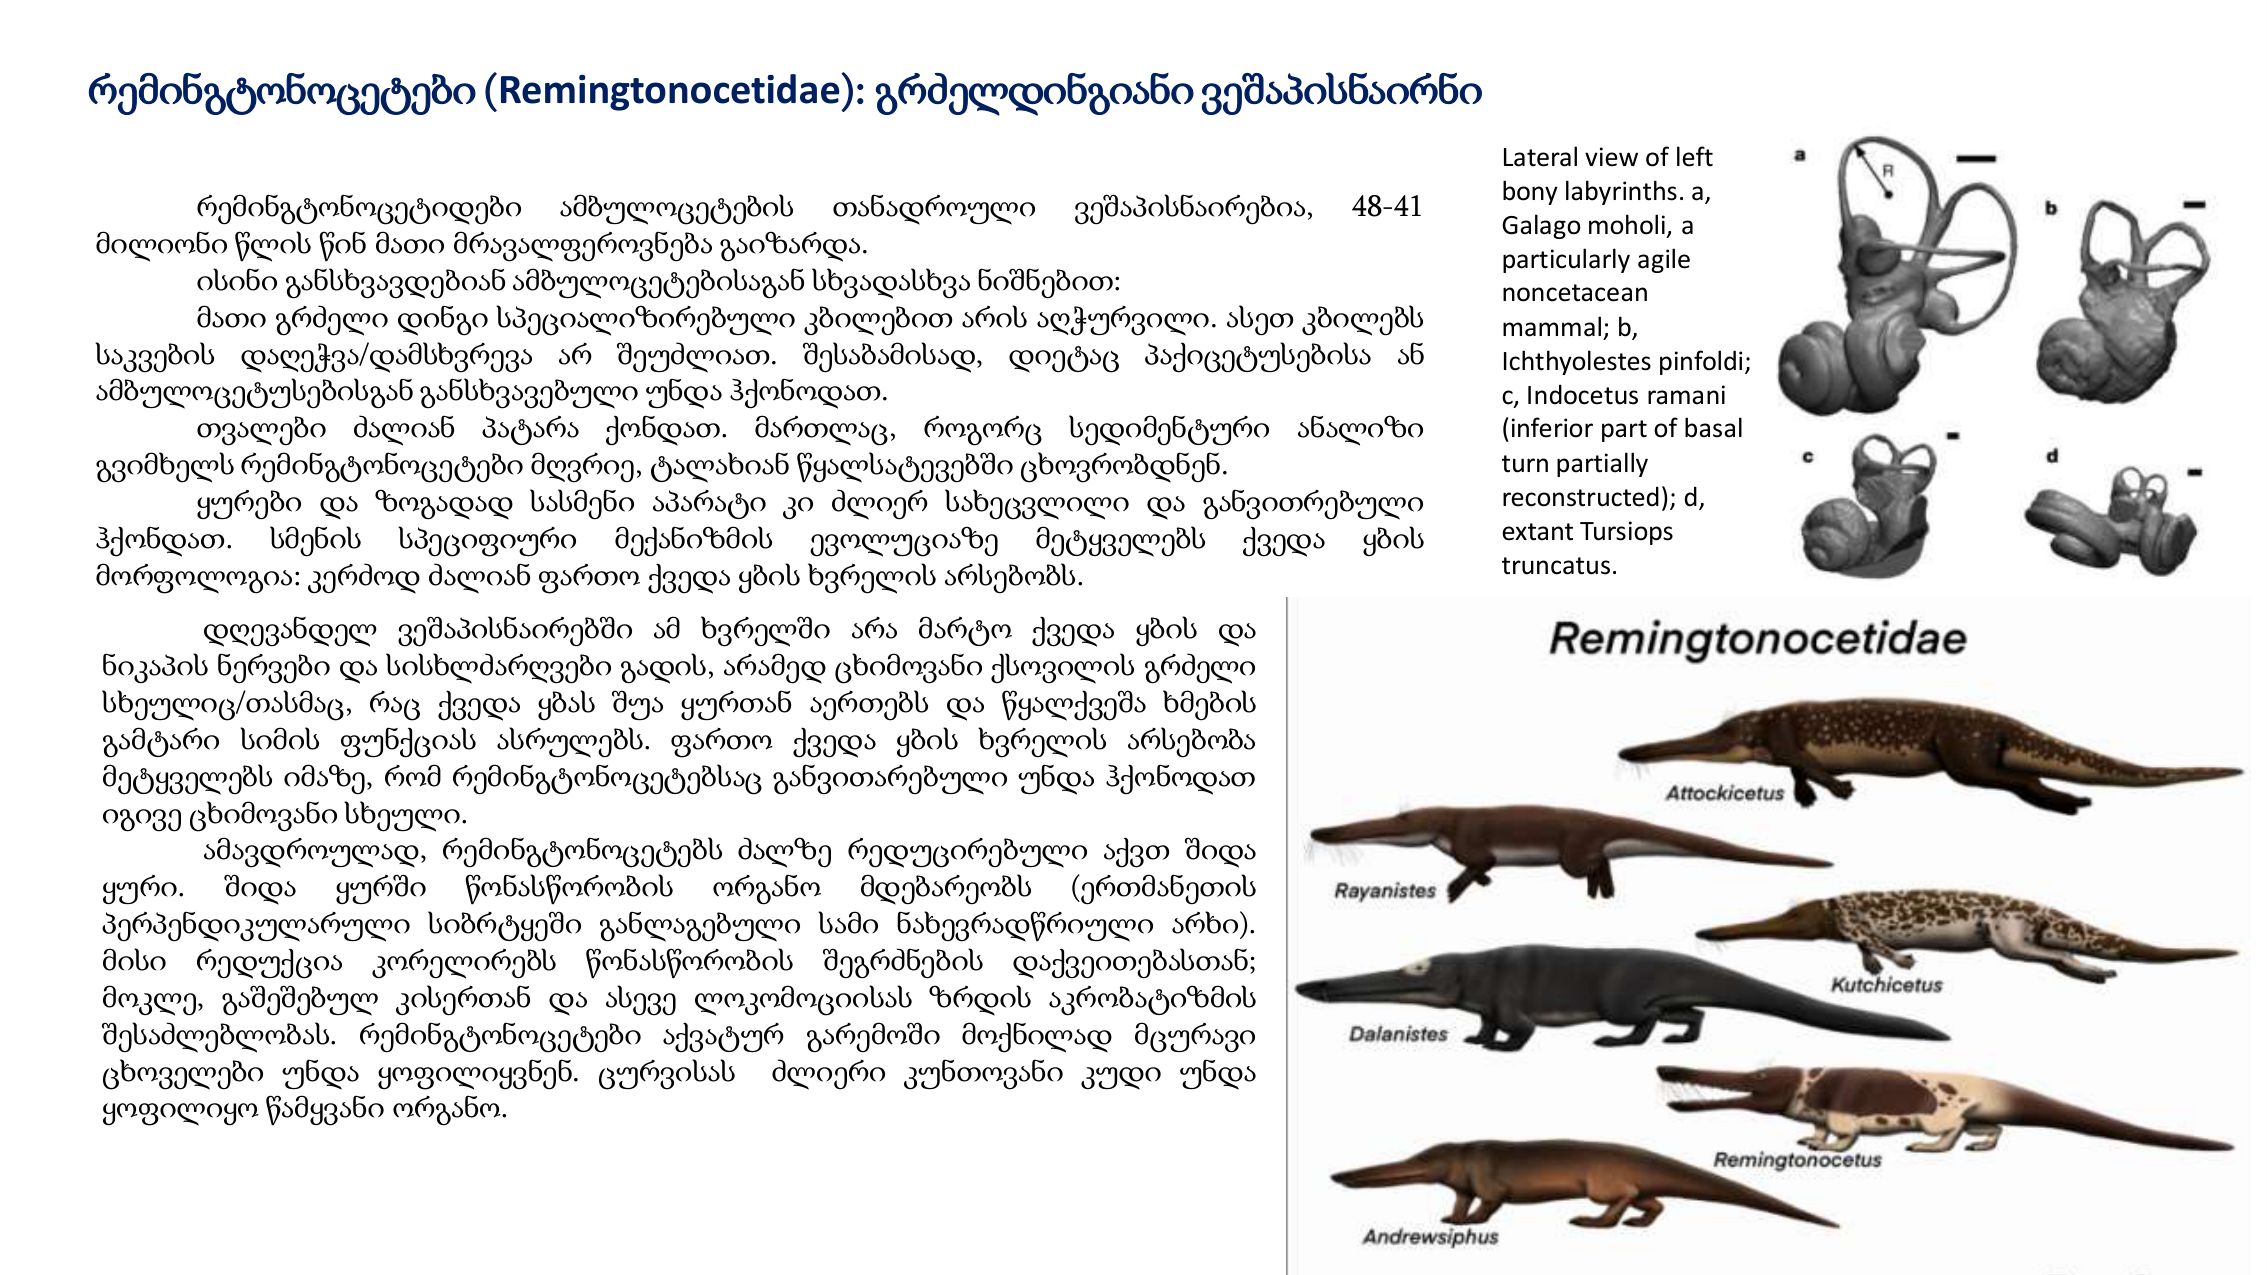 რემინგტონოცეტები (Remingtonocetidae): გრძელდინგიანი ვეშაპისნაირნი
რემინგტონოცეტიდები ამბულოცეტების თანადროული ვეშაპისნაირებია, 48-41
მილიონი წლის წინ მათი მრავალფეროვნება გაიზარდა.
ისინი განსხვავდებიან ამბულოცეტებისაგან სხვადასხვა ნიშნებით:
მათი გრძელი დინგი სპეციალიზირებული კბილებით არის აღჭურვილი. ასეთ კბილებს
საკვების დაღეჭვა/დამსხვრევა არ შეუძლიათ. შესაბამისად, დიეტაც პაქიცეტუსებისა ან
ამბულოცეტუსებისგან განსხვავებული უნდა ჰქონოდათ.
თვალები ძალიან პატარა ქონდათ. მართლაც, როგორც სედიმენტური ანალიზი
გვიმხელს რემინგტონოცეტები მღვრიე, ტალახიან წყალსატევებში ცხოვრობდნენ.
ყურები და ზოგადად სასმენი აპარატი კი ძლიერ სახეცვლილი და განვითრებული
ჰქონდათ. სმენის სპეციფიური მექანიზმის ევოლუციაზე მეტყველებს ქვედა ყბის
მორფოლოგია: კერძოდ ძალიან ფართო ქვედა ყბის ხვრელის არსებობს.
დღევანდელ ვეშაპისნაირებში ამ ხვრელში არა მარტო ქვედა ყბის და
ნიკაპის ნერვები და სისხლძარღვები გადის, არამედ ცხიმოვანი ქსოვილის გრძელი
სხეულიც/თასმაც, რაც ქვედა ყბას შუა ყურთან აერთებს და წყალქვეშა ხმების
გამტარი სიმის ფუნქციას ასრულებს. ფართო ქვედა ყბის ხვრელის არსებობა
მეტყველებს იმაზე, რომ რემინგტონოცეტებსაც განვითარებული უნდა ჰქონოდათ
იგივე ცხიმოვანი სხეული.
ამავდროულად, რემინგტონოცეტებს ძალზე რედუცირებული აქვთ შიდა
ყური. შიდა ყურში წონასწორობის ორგანო მდებარეობს (ერთმანეთის
პერპენდიკულარული სიბრტყეში განლაგებული სამი ნახევრადწრიული არხი).
მისი რედუქცია კორელირებს წონასწორობის შეგრძნების დაქვეითებასთან;
მოკლე, გაშეშებულ კისერთან და ასევე ლოკომოციისას ზრდის აკრობატიზმის
შესაძლებლობას. რემინგტონოცეტები აქვატურ გარემოში მოქნილად მცურავი
ცხოველები უნდა ყოფილიყვნენ. ცურვისას ძლიერი კუნთოვანი კუდი უნდა
ყოფილიყო წამყვანი ორგანო.
Lateral view of left
bony labyrinths. a,
Galago moholi, a
particularly agile
noncetacean
mammal; b,
Ichthyolestes pinfoldi;
c, Indocetus ramani
(inferior part of basal
turn partially
reconstructed); d,
extant Tursiops
truncatus.
a
R
b
c
d
Remingtonocetidae
Attockicetus
Rayanistes
Kutchicetus
Dalanistes
Remingtonocetus
Andrewsiphus